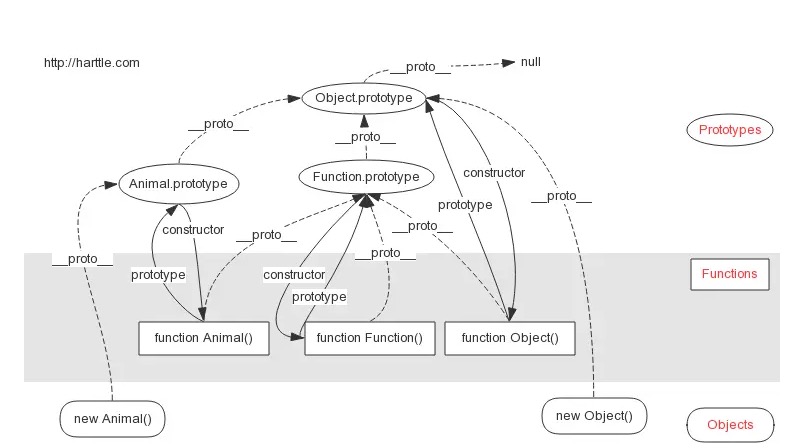 http://harttle.com
__proto__
null
Object.prototype
__proto__
__proto__
Prototypes
Animal.prototype
Function.prototype
constructor
__proto__
prototype
constructor
__proto__
__proto__
__proto__
__proto__
prototype
constructor
Functions
prototype
function Animal()
function Function()
function Object()
new Animal()
new Object()
Objects